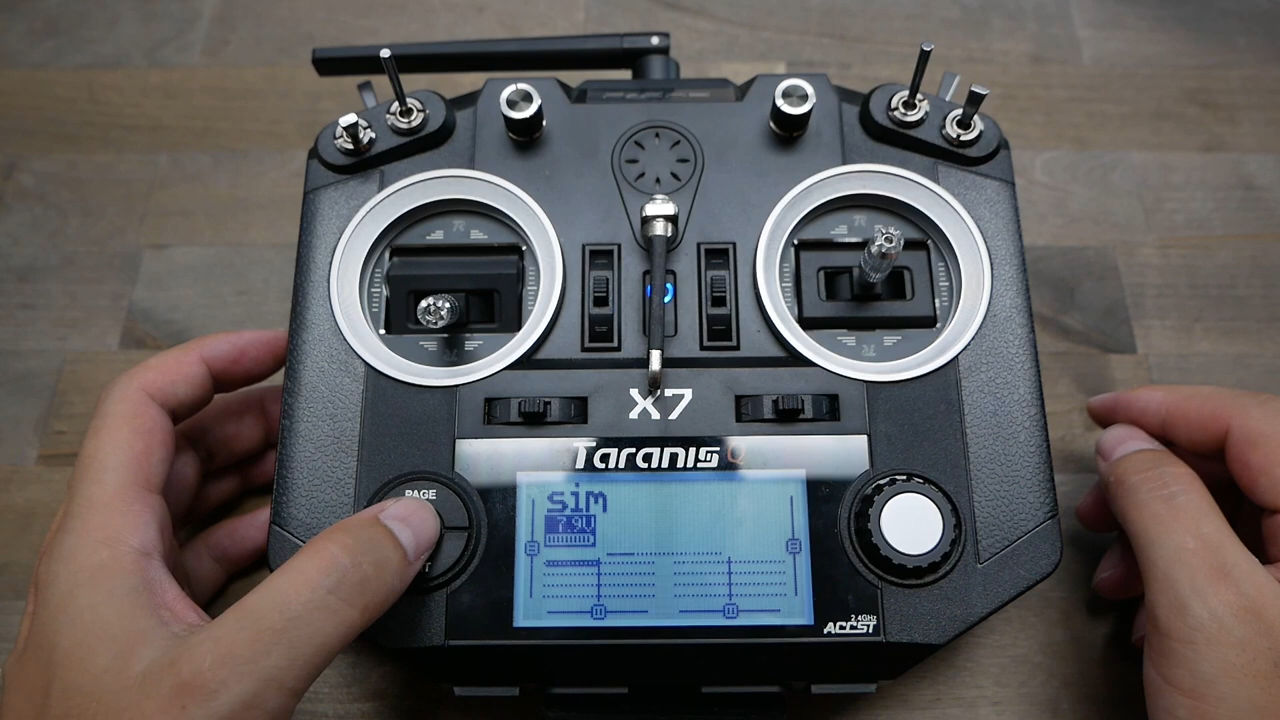 X7
Taranis Q
PAGE
sim
7.9V
2.4GHz
ACCST